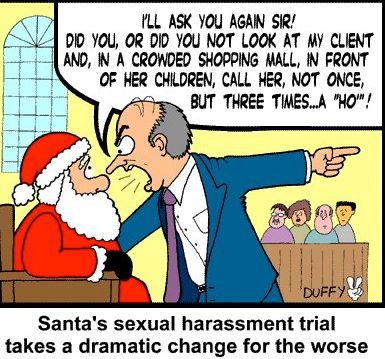 I'LL ASK YOU AGAIN SIR!
DID YOU, OR DID YOU NOT LOOK AT MY CLIENT
AND, IN A CROWDED SHOPPING MALL, IN FRONT
OF HER CHILDREN, CALL HER, NOT ONCE,
BUT THREE TIMES...A "HO"'!
DUFFY
Santa's sexual harassment trial
takes a dramatic change for the worse